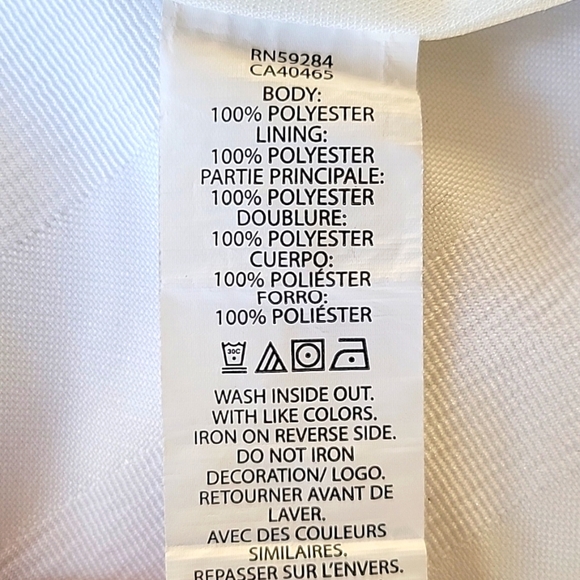 RN59284
CA40465
BODY:
100% POLYESTER
LINING:
100% POLYESTER
PARTIE PRINCIPALE:
100% POLYESTER
DOUBLURE:
100% POLYESTER
CUERPO:
100% POLIÉSTER
FORRO:
100% POLIÉSTER
30C
WASH INSIDE OUT.
WITH LIKE COLORS.
IRON ON REVERSE SIDE.
DO NOT IRON
DECORATION/ LOGO.
RETOURNER AVANT DE
LAVER.
AVEC DES COULEURS
SIMILAIRES.
REPASSER SUR L'ENVERS.